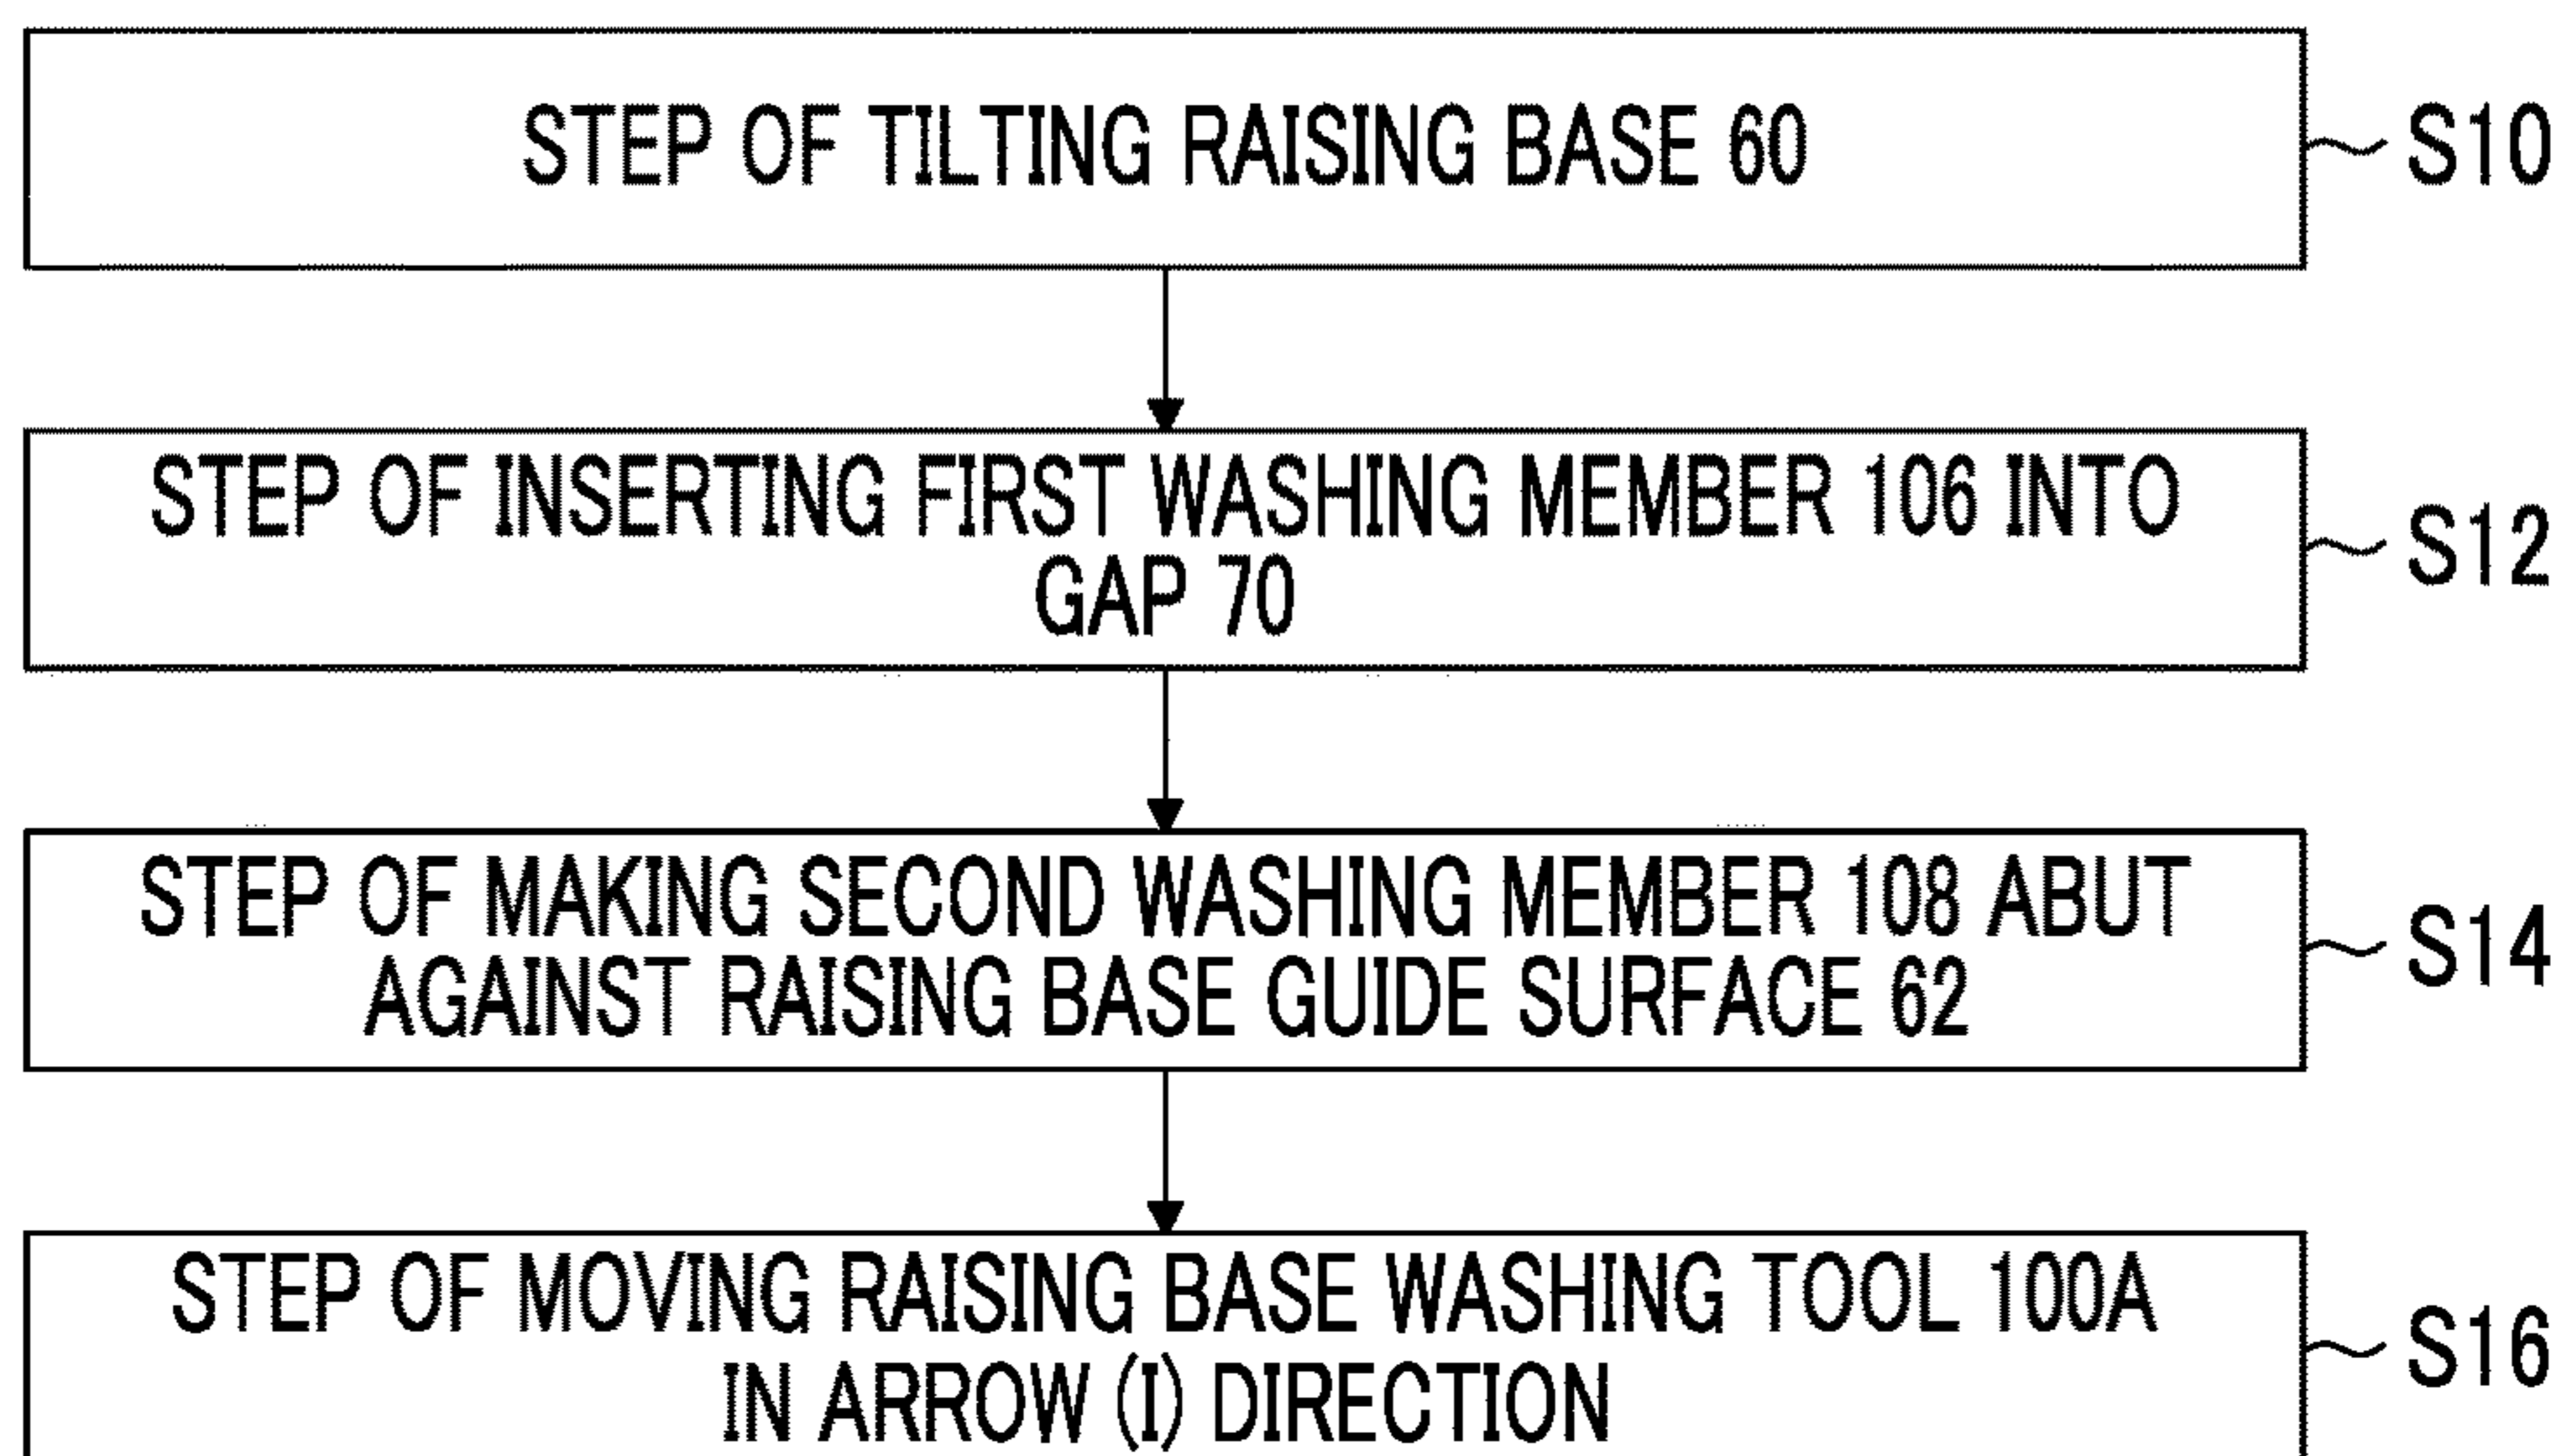 STEP OF TILTING RAISING BASE 60
S10
STEP OF INSERTING FIRST WASHING MEMBER 106 INTO
GAP 70
S12
STEP OF MAKING SECOND WASHING MEMBER 108 ABUT
AGAINST RAISING BASE GUIDE SURFACE 62
S14
STEP OF MOVING RAISING BASE WASHING TOOL 100A
IN ARROW (I) DIRECTION
S16